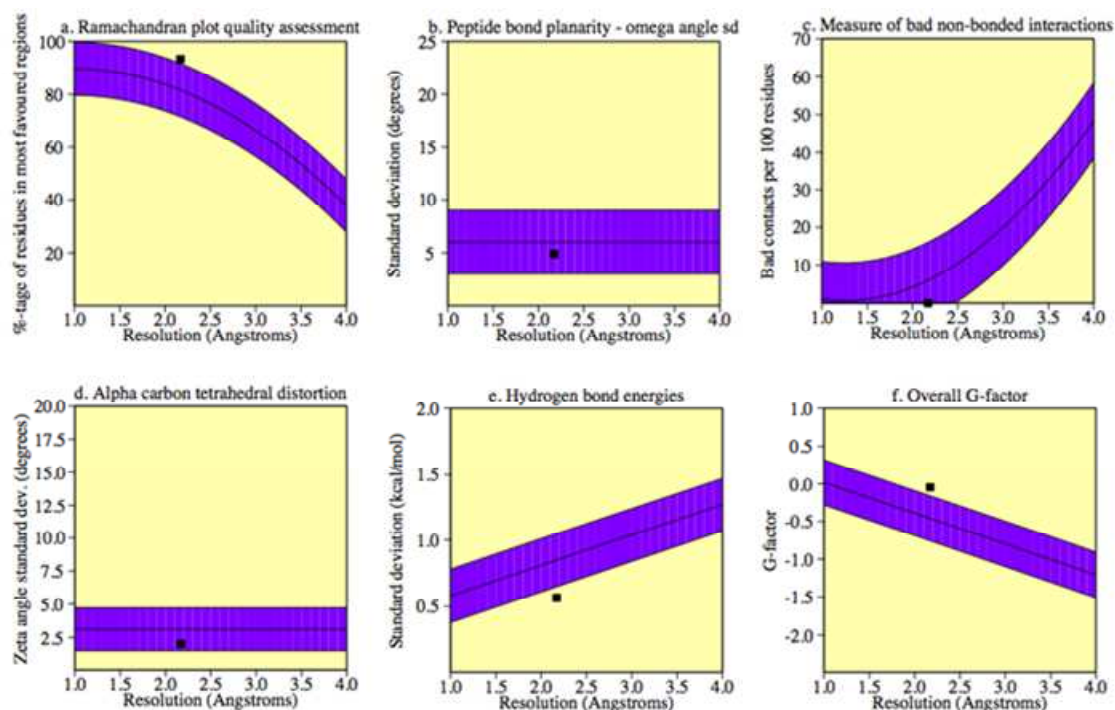 a. Ramachandran plot quality assessment
%-tage of residues in most favoured regions
100
80
60
40
20
1.0 1.5 2.0 2.5 3.0 3.5 4.0
Resolution (Angstroms)
b. Peptide bond planarity - omega angle sd
Standard deviation (degrees)
25
20
15
10
5
1.0 1.5 2.0 2.5 3.0 3.5 4.0
Resolution (Angstroms)
c. Measure of bad non-bonded interactions
Bad contacts per 100 residues
70
60
50
40
30
20
10
1.0 1.5 2.0 2.5 3.0 3.5 4.0
Resolution (Angstroms)
d. Alpha carbon tetrahedral distortion
Zeta angle standard dev. (degrees)
20.0
17.5
15.0
12.5
10.0
7.5
5.0
2.5
1.0 1.5 2.0 2.5 3.0 3.5 4.0
Resolution (Angstroms)
e. Hydrogen bond energies
Standard deviation (kcal/mol)
2.0
1.5
1.0
0.5
1.0 1.5 2.0 2.5 3.0 3.5 4.0
Resolution (Angstroms)
f. Overall G-factor
G-factor
1.0
0.5
0.0
-0.5
-1.0
-1.5
-2.0
1.0 1.5 2.0 2.5 3.0 3.5 4.0
Resolution (Angstroms)